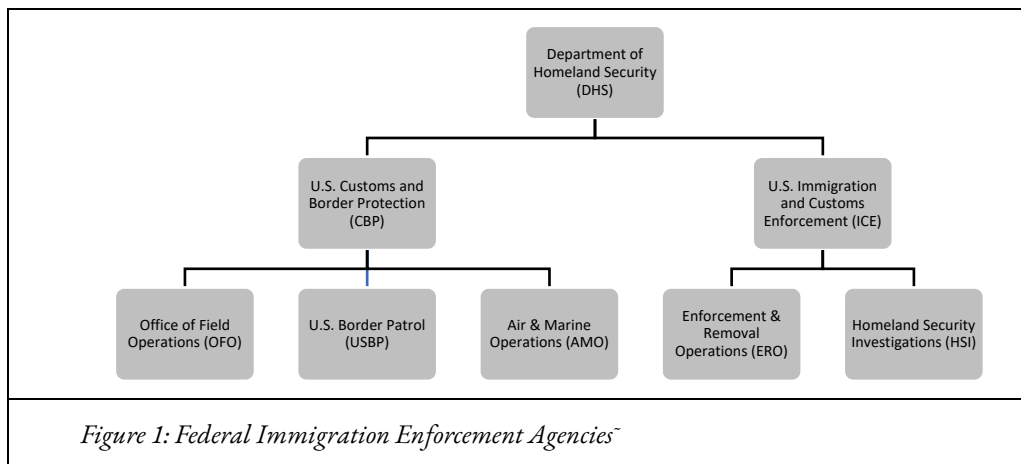 Department of
Homeland Security
(DHS)
U.S. Customs and
Border Protection
(CBP)
U.S. Immigration
and Customs
Enforcement (ICE)
Office of Field
Operations (OFO)
U.S. Border Patrol
(USBP)
Air & Marine
Operations (AMO)
Enforcement &
Removal
Operations (ERO)
Homeland Security
Investigations (HSI)
Figure 1: Federal Immigration Enforcement Agencies˜